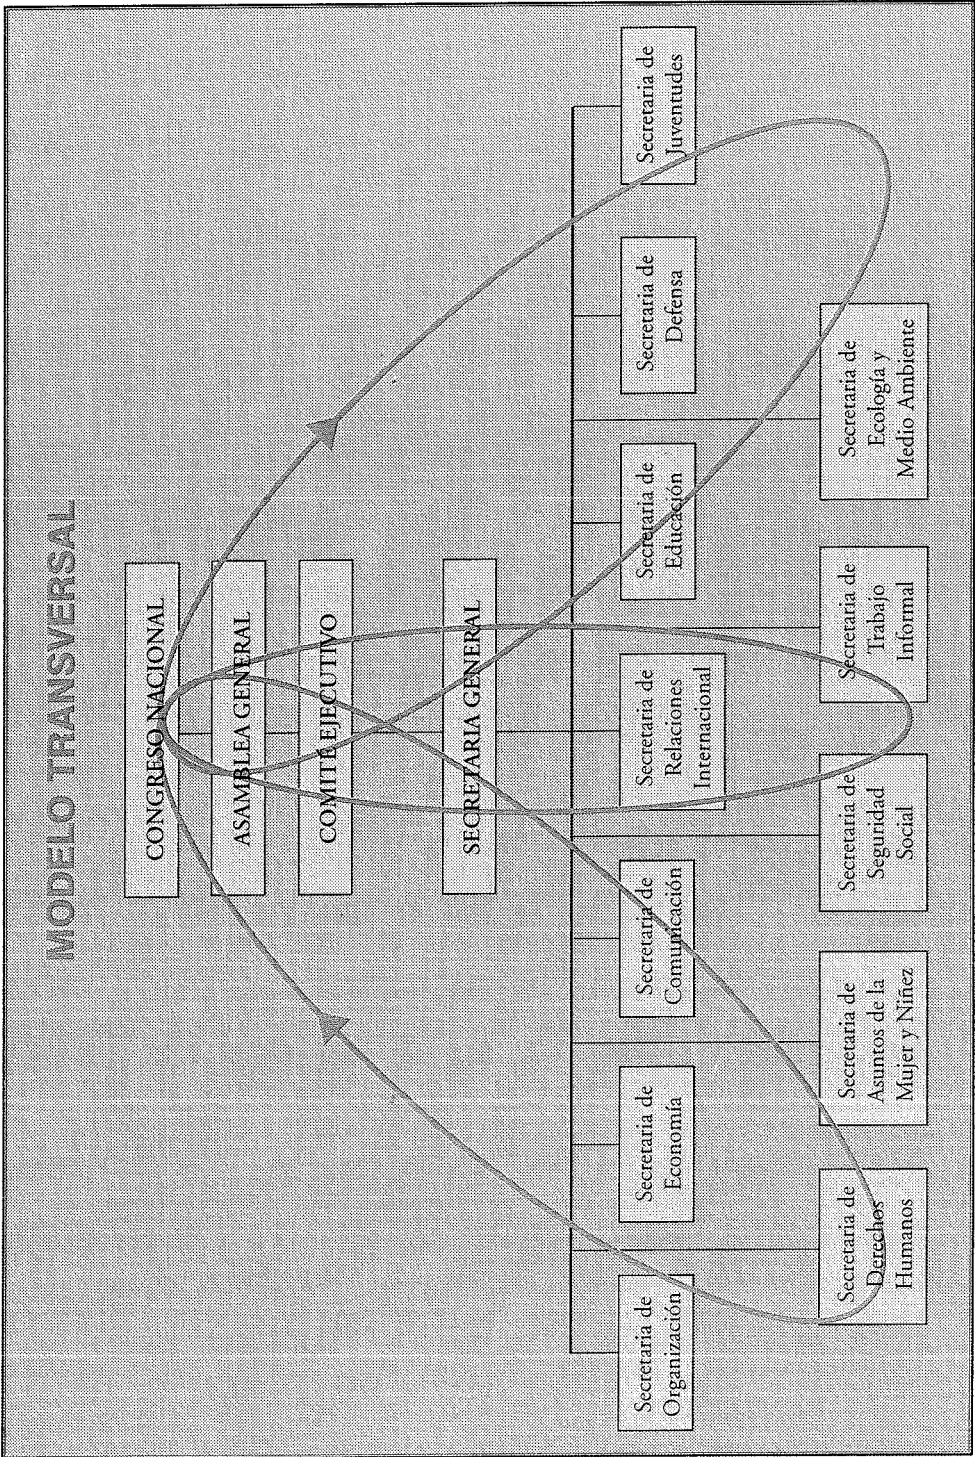 MODELO TRANSVERSAL
CONGRESO NACIONAL
ASAMBLEA GENERAL
COMITÉ EJECUTIVO
SECRETARIA GENERAL
Secretaria de
Organización
Secretaria de
Economía
Secretaria de
Comunicación
Secretaria de
Relaciones
Internacional
Secretaria de
Educación
Secretaria de
Defensa
Secretaria de
Juventudes
Secretaria de
Derechos
Humanos
Secretaria de
Asuntos de la
Mujer y Niñez
Secretaria de
Seguridad
Social
Secretaria de
Trabajo
Informal
Secretaria de
Ecología y
Medio Ambiente